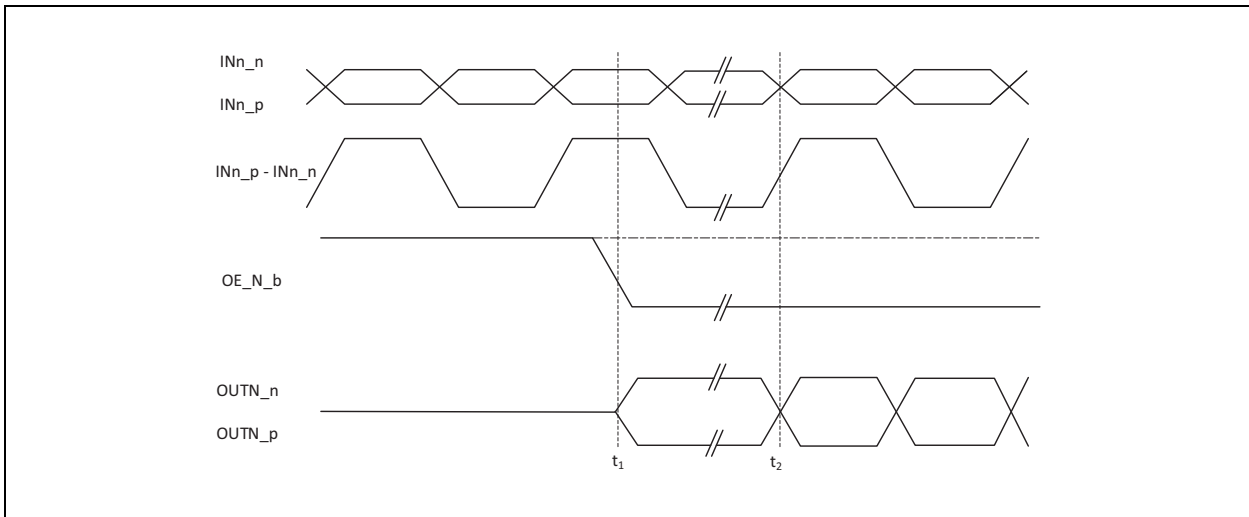 INn_n
INn_p
INn_p - INn_n
OE_N_b
OUTN_n
OUTN_p
t₁
t₂